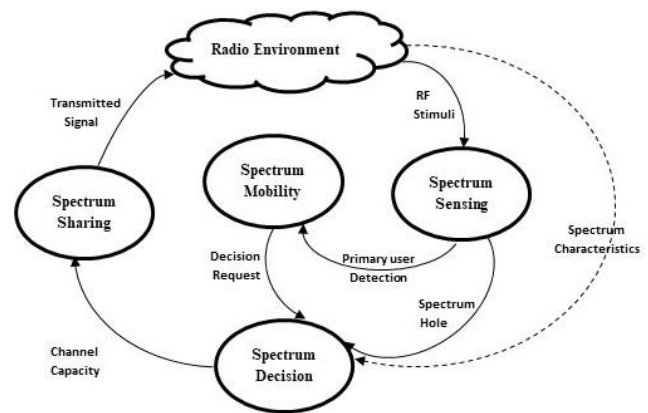 Radio Environment
Transmitted
Signal
RF
Stimuli
Spectrum
Mobility
Spectrum
Sensing
Spectrum
Sharing
Decision
Request
Primary user
Detection
Spectrum
Characteristics
Spectrum
Hole
Channel
Capacity
Spectrum
Decision